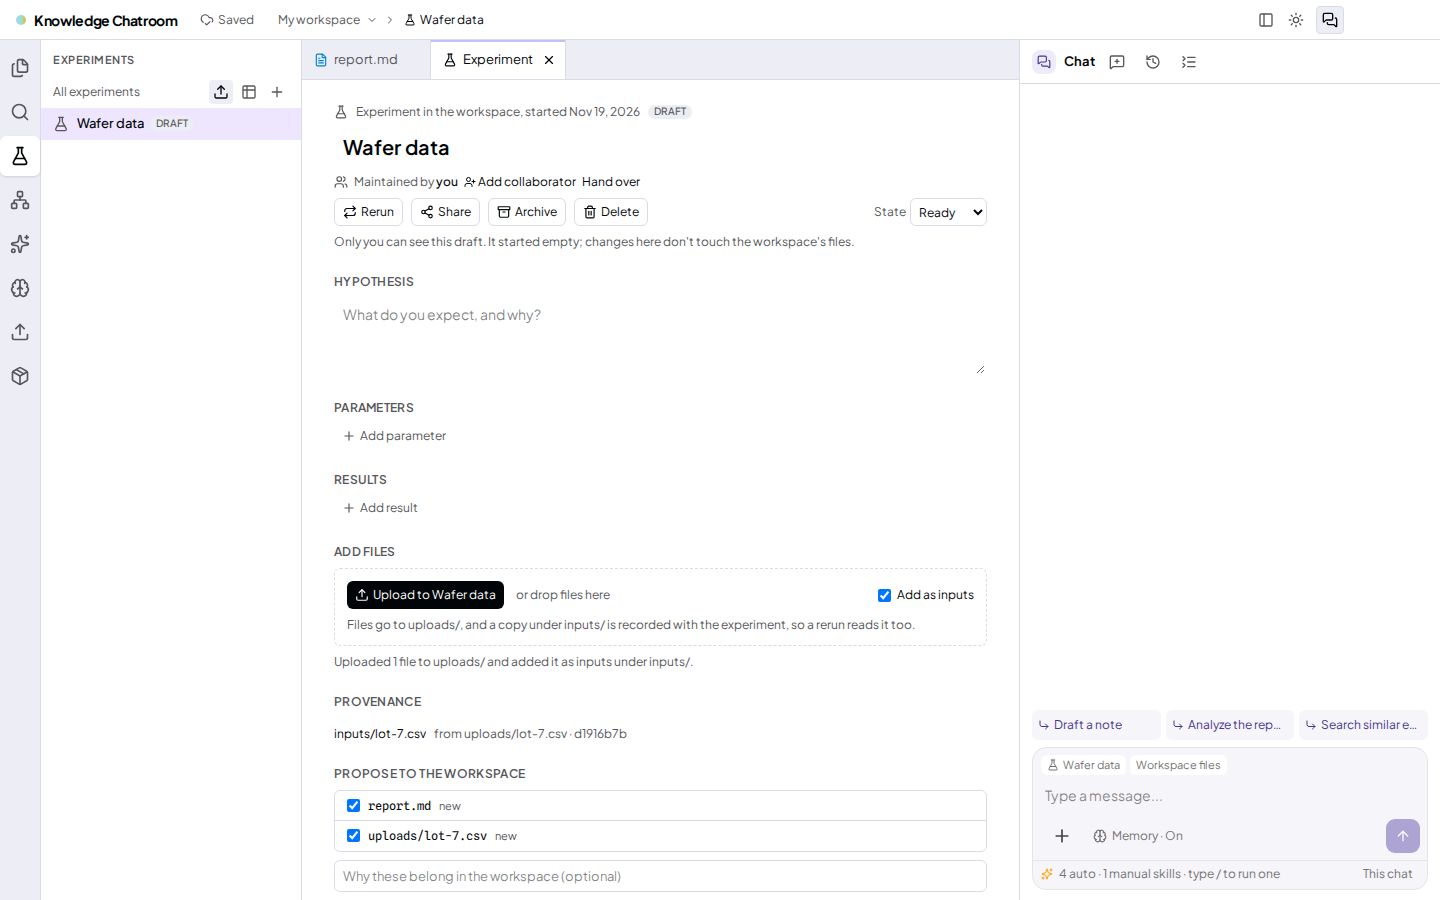 Knowledge Chatroom
Saved
My workspace
Wafer data
EXPERIMENTS
All experiments
Wafer data DRAFT
report.md
Experiment
Experiment in the workspace, started Nov 19, 2026 DRAFT
Wafer data
Maintained by you Add collaborator Hand over
Rerun Share Archive Delete State Ready
Only you can see this draft. It started empty; changes here don't touch the workspace's files.
HYPOTHESIS
What do you expect, and why?
PARAMETERS
Add parameter
RESULTS
Add result
ADD FILES
Upload to Wafer data or drop files here Add as inputs
Files go to uploads/, and a copy under inputs/ is recorded with the experiment, so a rerun reads it too.
Uploaded 1 file to uploads/ and added it as inputs under inputs/.
PROVENANCE
inputs/lot-7.csv from uploads/lot-7.csv · d1916b7b
PROPOSE TO THE WORKSPACE
report.md new
uploads/lot-7.csv new
Why these belong in the workspace (optional)
Chat
Draft a note
Analyze the rep...
Search similar e...
Wafer data Workspace files
Type a message...
Memory · On
4 auto · 1 manual skills · type / to run one This chat